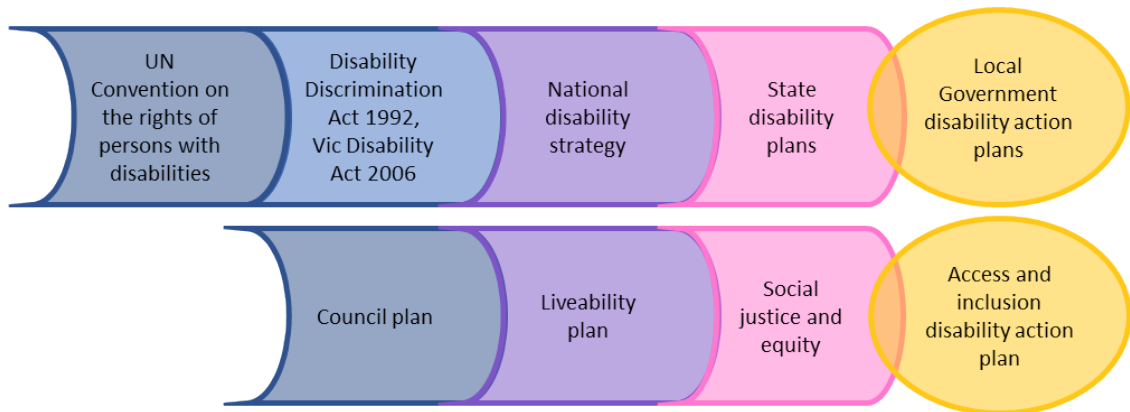 UN
Convention on
the rights of
persons with
disabilities
Disability
Discrimination
Act 1992,
Vic Disability
Act 2006
National
disability
strategy
State
disability
plans
Local
Government
disability action
plans
Council plan
Liveability
plan
Social
justice and
equity
Access and
inclusion
disability action
plan